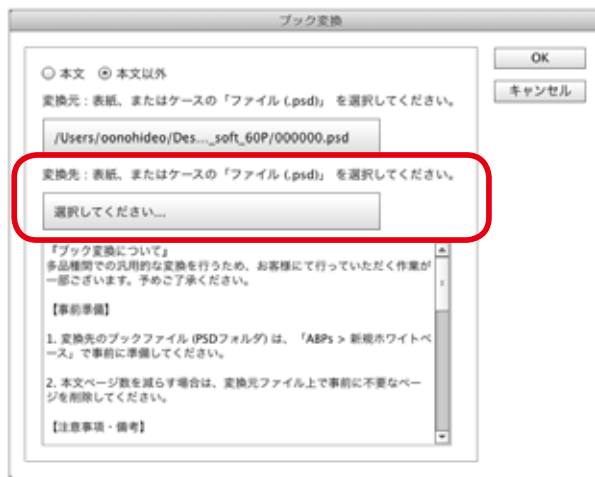 ブック変換
本文 本文以外
変換元：表紙、またはケースの「ファイル (.psd)」 を選択してください。
/Users/oonohideo/Des..._soft_60P/000000.psd
変換先：表紙、またはケースの「ファイル (.psd)」 を選択してください。
選択してください...
OK
キャンセル
『ブック変換について』
多品種間での汎用的な変換を行うため、お客様にて行っていただく作業が
一部ございます。予めご了承ください。
【事前準備】
1. 変換先のブックファイル (PSDフォルダ) は、「ABPs > 新規ホワイトベ
ース」で事前に準備してください。
2. 本文ページ数を減らす場合は、変換元ファイル上で事前に不要なペー
ジを削除してください。
【注意事項・備考】